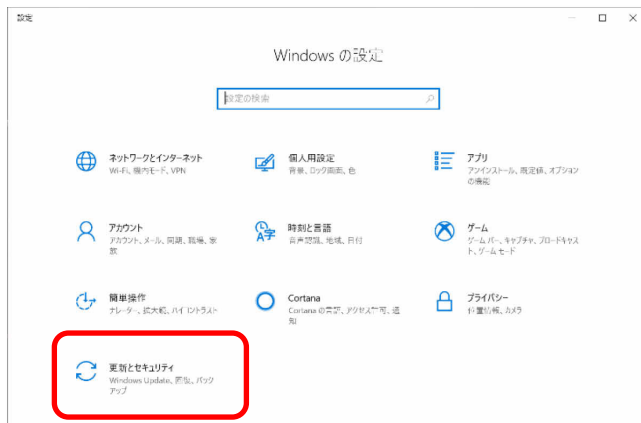 設定
Windows の設定
設定の検索
ネットワークとインターネット
Wi-Fi、機内モード、VPN
個人用設定
背景、ロック画面、色
アプリ
アンインストール、既定値、オプション
の機能
アカウント
アカウント、メール、同期、職場、家
族
時刻と言語
音声認識、地域、日付
ゲーム
ゲーム バー、キャプチャ、ブロードキャス
ト、ゲーム モード
簡単操作
ナレーター、拡大鏡、ハイ コントラスト
Cortana
Cortana の言語、アクセス許可、通
知
プライバシー
位置情報、カメラ
更新とセキュリティ
Windows Update、回復、バック
アップ